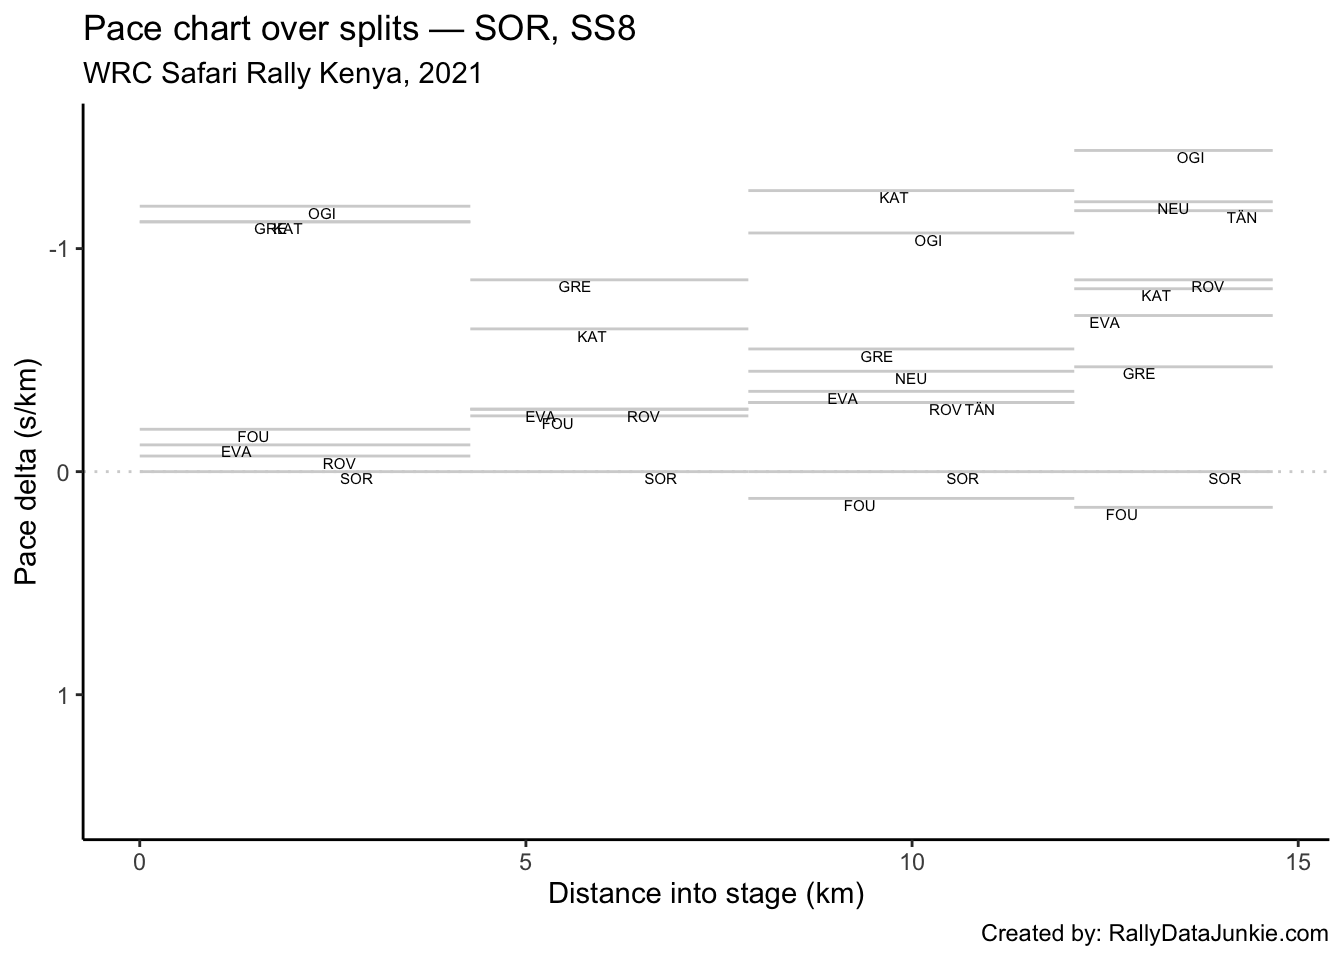 Pace chart over splits — SOR, SS8
WRC Safari Rally Kenya, 2021
Pace delta (s/km)
-1
0
1
OGI
GRE KAT
FOU
EVA
ROV
SOR
GRE
KAT
EVA ROV
FOU
SOR
KAT
OGI
GRE
NEU
EVA
ROV TÄN
SOR
FOU
OGI
NEU
TÄN
ROV
KAT
EVA
GRE
SOR
FOU
0 5 10 15
Distance into stage (km)
Created by: RallyDataJunkie.com